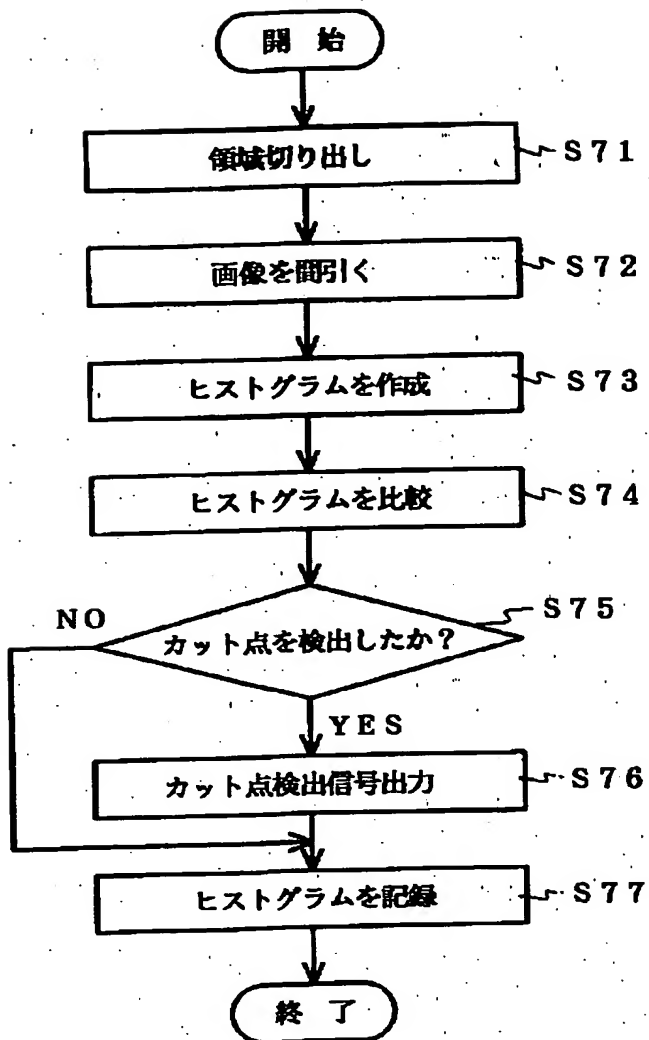 開 始
領域切り出し
S71
画像を間引く
S72
ヒストグラムを作成
S73
ヒストグラムを比較
S74
カット点を検出したか?
S75
NO
YES
カット点検出信号出力
S76
ヒストグラムを記録
S77
終 了